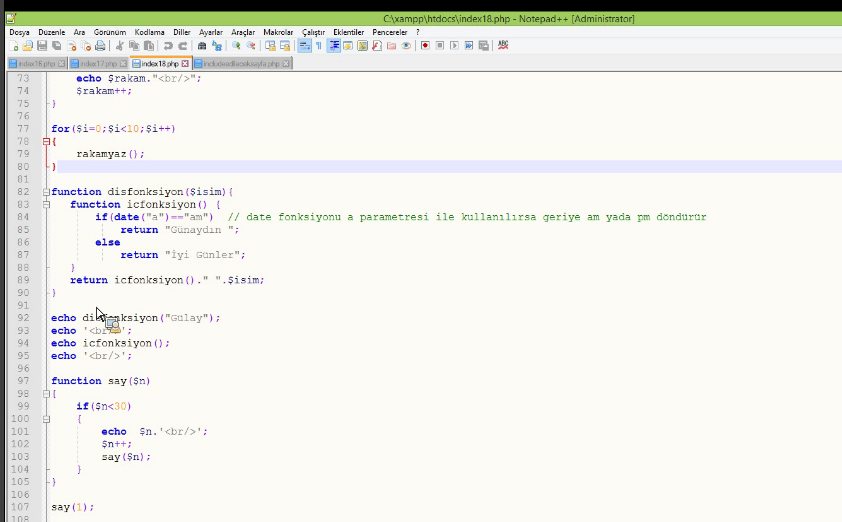 C:\xampp\htdocs\index18.php - Notepad++ [Administrator]
Dosya Düzenle Ara Görünüm Kodlama Diller Ayarlar Araçlar Makrolar Çalıştır Eklentiler Pencereler ?
index16.php index17.php index18.php includeedileceksayfa.php
73 echo $rakam."<br/>";
74 $rakam++;
75 }
76
77 for($i=0;$i<10;$i++)
78 {
79 rakamyaz();
80 }
81
82 function disfonksiyon($isim){
83 function icfonksiyon() {
84 if(date("a")=="am") // date fonksiyonu a parametresi ile kullanılırsa geriye am yada pm döndürür
85 return "Günaydın ";
86 else
87 return "İyi Günler";
88 }
89 return icfonksiyon()." ".$isim;
90 }
91
92 echo disfonksiyon("Gülay");
93 echo '<br/>';
94 echo icfonksiyon();
95 echo '<br/>';
96
97 function say($n)
98 {
99 if($n<30)
100 {
101 echo $n.'<br/>';
102 $n++;
103 say($n);
104 }
105 }
106
107 say(1);
108